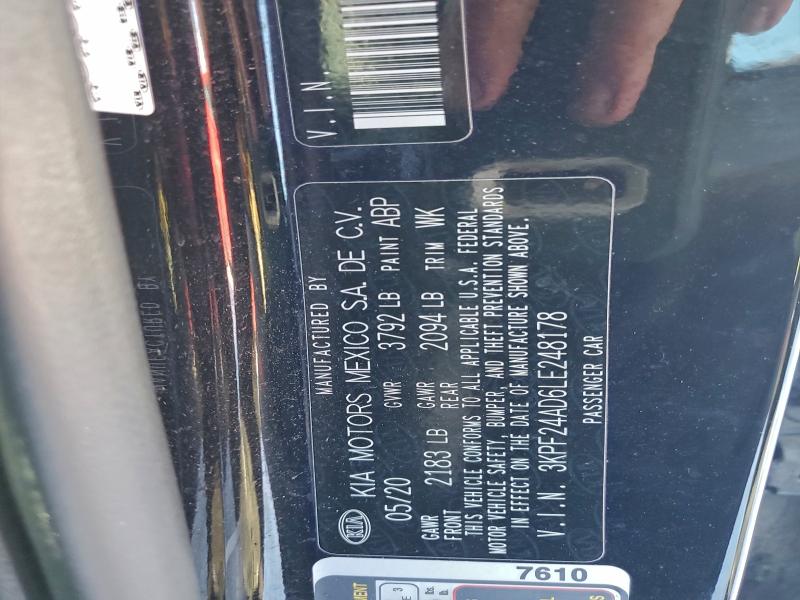 V.I.N.
MANUFACTURED BY
KIA KIA MOTORS MEXICO S.A. DE C.V.
05/20 GVWR 3792 LB PAINT ABP
GAWR FRONT 2183 LB GAWR REAR 2094 LB TRIM WK
THIS VEHICLE CONFORMS TO ALL APPLICABLE U.S.A. FEDERAL
MOTOR VEHICLE SAFETY, BUMPER, AND THEFT PREVENTION STANDARDS
IN EFFECT ON THE DATE OF MANUFACTURE SHOWN ABOVE.
V.I.N. 3KPF24AD6LE248178
PASSENGER CAR
7610